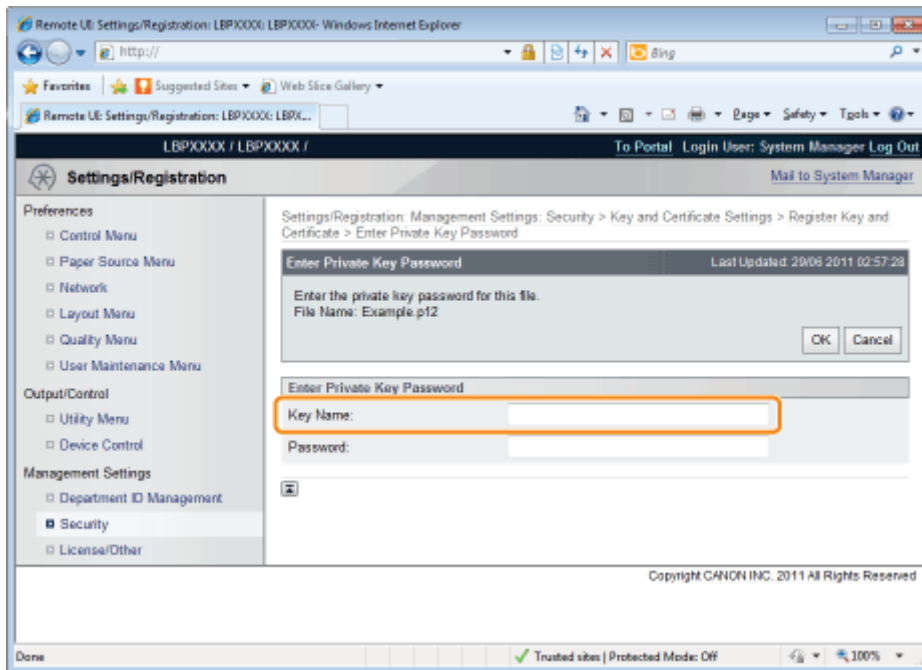 Remote UI: Settings/Registration: LBPXXXX: LBPXXXX- Windows Internet Explorer
http://
Bing
Favorites Suggested Sites Web Slice Gallery
Remote UI: Settings/Registration: LBPXXXX: LBPX... Page Safety Tools
LBPXXXX / LBPXXXX / To Portal Login User: System Manager Log Out
Settings/Registration Mail to System Manager
Preferences
Control Menu
Paper Source Menu
Network
Layout Menu
Quality Menu
User Maintenance Menu
Output/Control
Utility Menu
Device Control
Management Settings
Department ID Management
Security
License/Other
Settings/Registration: Management Settings: Security > Key and Certificate Settings > Register Key and
Certificate > Enter Private Key Password
Enter Private Key Password Last Updated: 29/06 2011 02:57:28
Enter the private key password for this file.
File Name: Example.p12
OK Cancel
Enter Private Key Password
Key Name:
Password:
Copyright CANON INC. 2011 All Rights Reserved
Done Trusted sites | Protected Mode: Off 100%